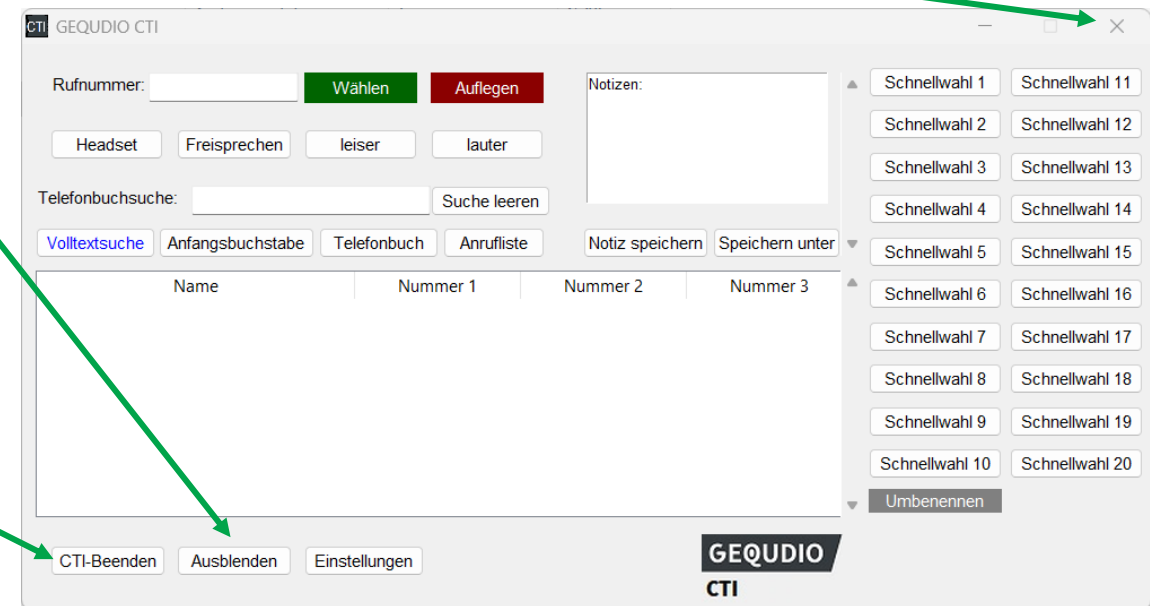 CTI GEQUDIO CTI
Rufnummer: Wählen Auflegen Notizen: Schnellwahl 1 Schnellwahl 11
Schnellwahl 2 Schnellwahl 12
Headset Freisprechen leiser lauter
Schnellwahl 3 Schnellwahl 13
Telefonbuchsuche: Suche leeren
Schnellwahl 4 Schnellwahl 14
Volltextsuche Anfangsbuchstabe Telefonbuch Anrufliste Notiz speichern Speichern unter
Schnellwahl 5 Schnellwahl 15
Name Nummer 1 Nummer 2 Nummer 3
Schnellwahl 6 Schnellwahl 16
Schnellwahl 7 Schnellwahl 17
Schnellwahl 8 Schnellwahl 18
Schnellwahl 9 Schnellwahl 19
Schnellwahl 10 Schnellwahl 20
Umbenennen
CTI-Beenden Ausblenden Einstellungen
GEQUDIO
CTI